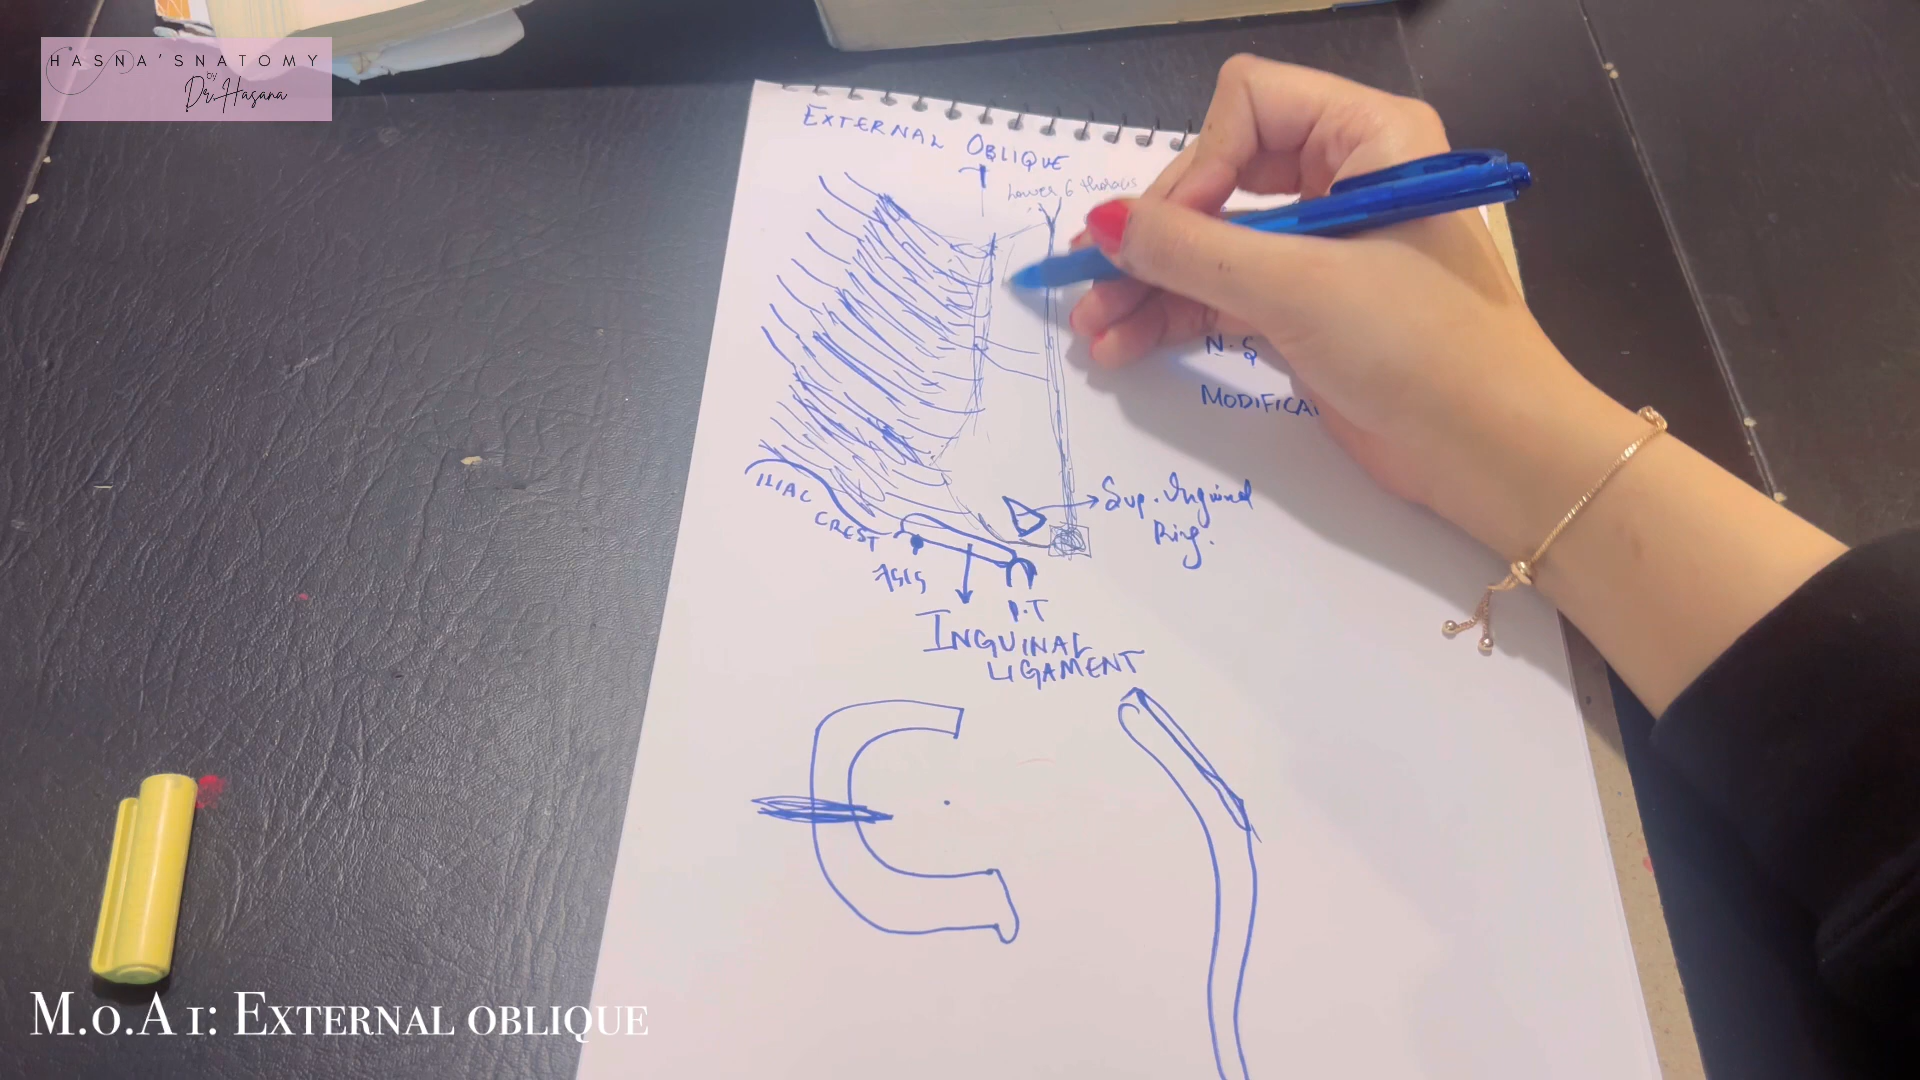 HASNA'SNATOMY
by
Dr.Hasana
EXTERNAL OBLIQUE
Lower 6 thoracic
N.S
MODIFICAT
ILIAC
CREST
ASIS
Sup. Inguinal
Ring.
P.T
INGUINAL
LIGAMENT
M.O.A 1: EXTERNAL OBLIQUE